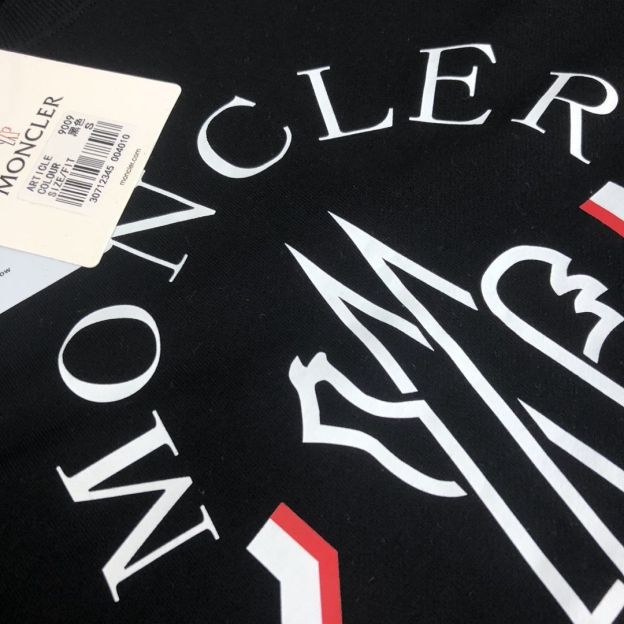 MONCLER
MONCLER
ARTICLE 9009
COLOUR 黑色
SIZE/FIT S
30712345 004010
moncler.com